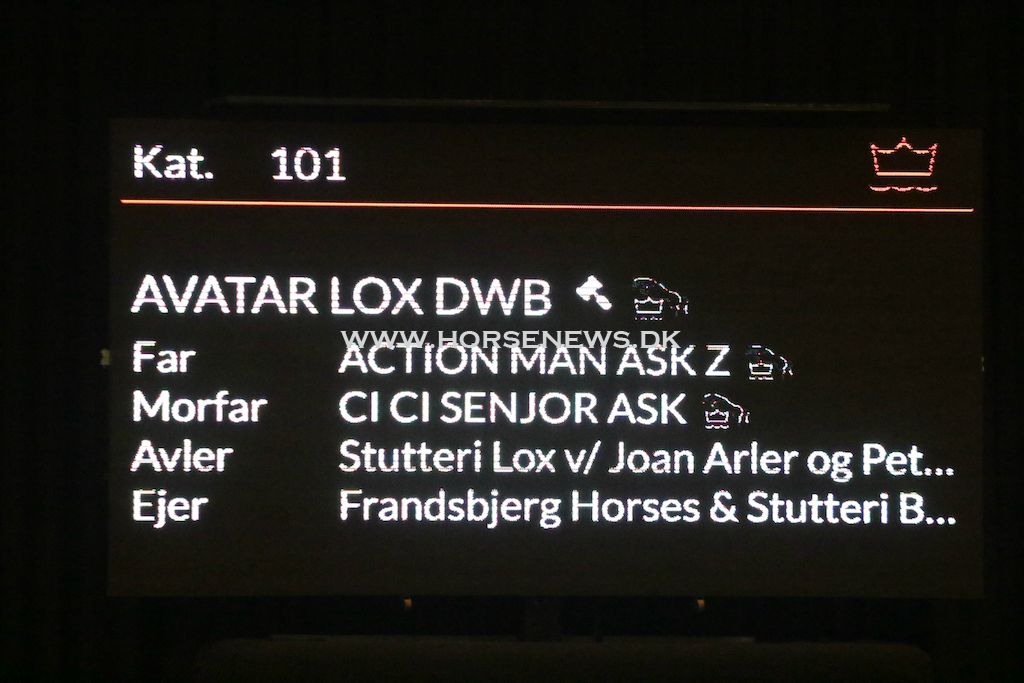 Kat. 101
AVATAR LOX DWB
WWW.HORSENEWS.DK
Far ACTION MAN ASK Z
Morfar CI CI SENJOR ASK
Avler Stutteri Lox v/ Joan Arler og Pet...
Ejer Frandsbjerg Horses & Stutteri B...